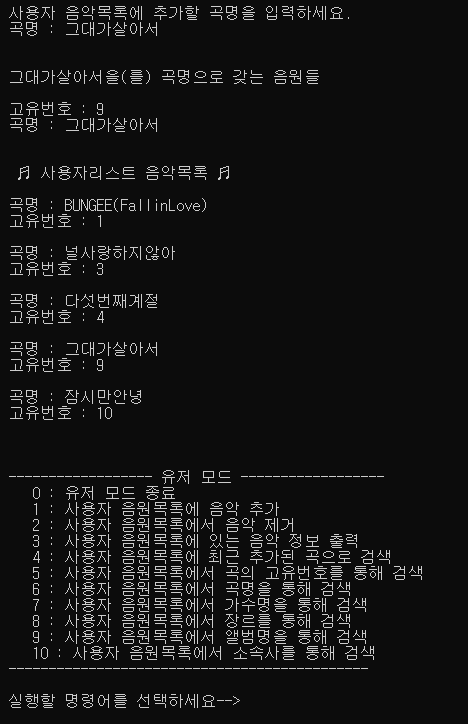 사용자 음악목록에 추가할 곡명을 입력하세요.
곡명 : 그대가살아서
그대가살아서을(를) 곡명으로 갖는 음원들
고유번호 : 9
곡명 : 그대가살아서
♬ 사용자리스트 음악목록 ♬
곡명 : BUNGEE(FallinLove)
고유번호 : 1
곡명 : 널사랑하지않아
고유번호 : 3
곡명 : 다섯번째계절
고유번호 : 4
곡명 : 그대가살아서
고유번호 : 9
곡명 : 잠시만안녕
고유번호 : 10
------------------ 유저 모드 ------------------
0 : 유저 모드 종료
1 : 사용자 음원목록에 음악 추가
2 : 사용자 음원목록에서 음악 제거
3 : 사용자 음원목록에 있는 음악 정보 출력
4 : 사용자 음원목록에 최근 추가된 곡으로 검색
5 : 사용자 음원목록에서 곡의 고유번호를 통해 검색
6 : 사용자 음원목록에서 곡명을 통해 검색
7 : 사용자 음원목록에서 가수명을 통해 검색
8 : 사용자 음원목록에서 장르를 통해 검색
9 : 사용자 음원목록에서 앨범명을 통해 검색
10 : 사용자 음원목록에서 소속사를 통해 검색
---------------------------------------------
실행할 명령어를 선택하세요-->